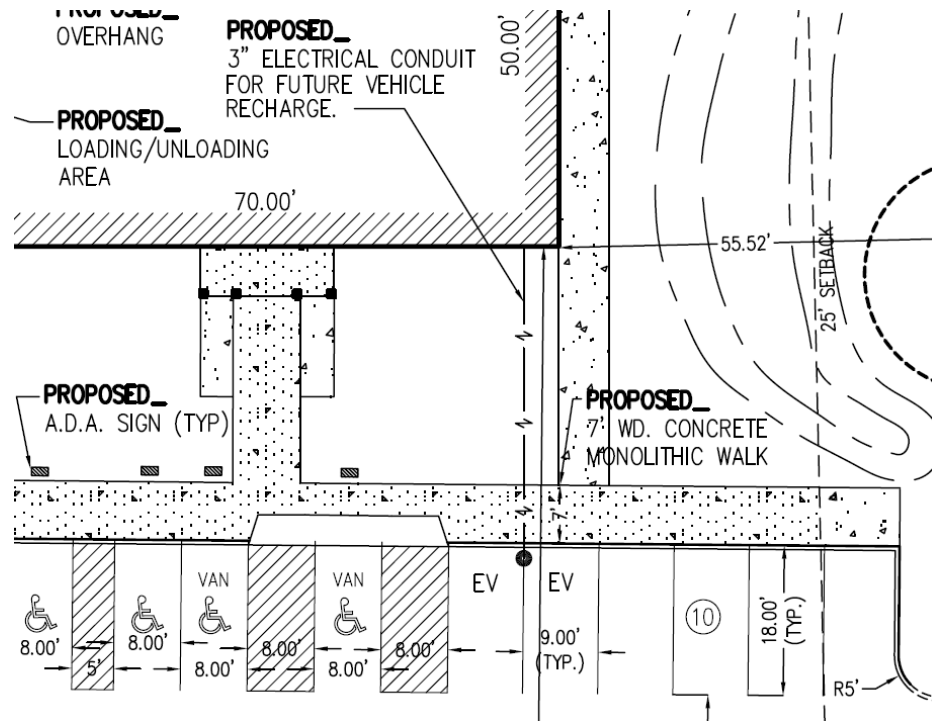 PROPOSED_
OVERHANG
PROPOSED_
3" ELECTRICAL CONDUIT
FOR FUTURE VEHICLE
RECHARGE.
50.00'
PROPOSED_
LOADING/UNLOADING
AREA
70.00'
55.52'
25' SETBACK
PROPOSED_
A.D.A. SIGN (TYP)
PROPOSED_
7' WD. CONCRETE
MONOLITHIC WALK
7'
VAN
VAN
EV
EV
10
18.00'
(TYP.)
8.00'
8.00'
8.00'
8.00'
9.00'
(TYP.)
5'
8.00'
8.00'
R5'